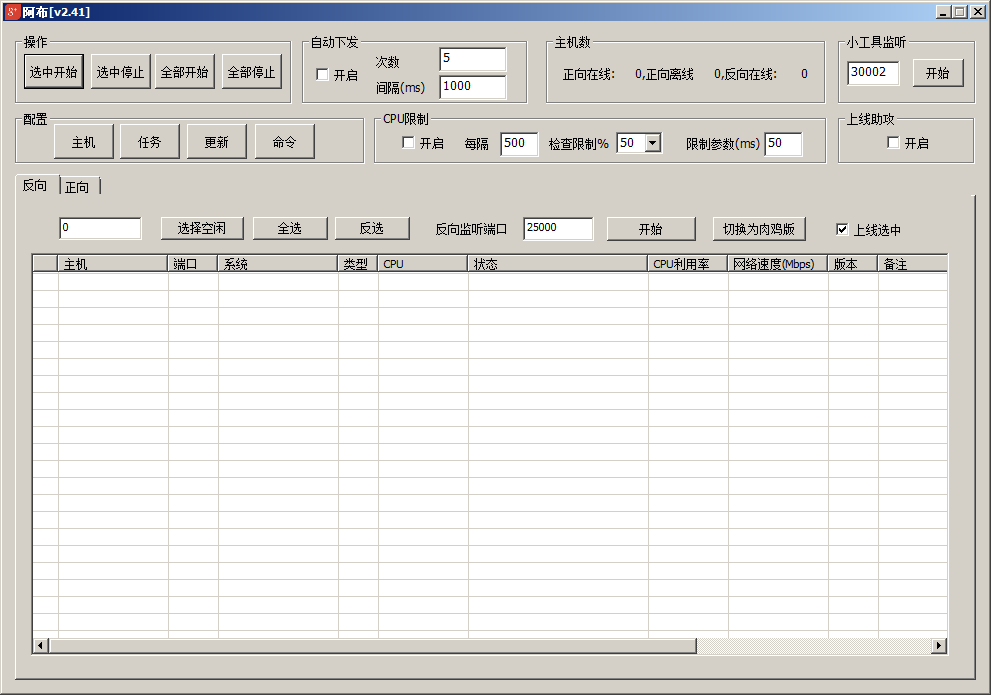 阿布[v2.41]
操作
选中开始 选中停止 全部开始 全部停止
自动下发
开启
次数 5
间隔(ms) 1000
主机数
正向在线: 0,正向离线 0,反向在线: 0
小工具监听
30002 开始
配置
主机 任务 更新 命令
CPU限制
开启 每隔 500 检查限制% 50 限制参数(ms) 50
上线助攻
开启
反向 正向
0 选择空闲 全选 反选 反向监听端口 25000 开始 切换为肉鸡版 上线选中
主机 端口 系统 类型 CPU 状态 CPU利用率 网络速度(Mbps) 版本 备注